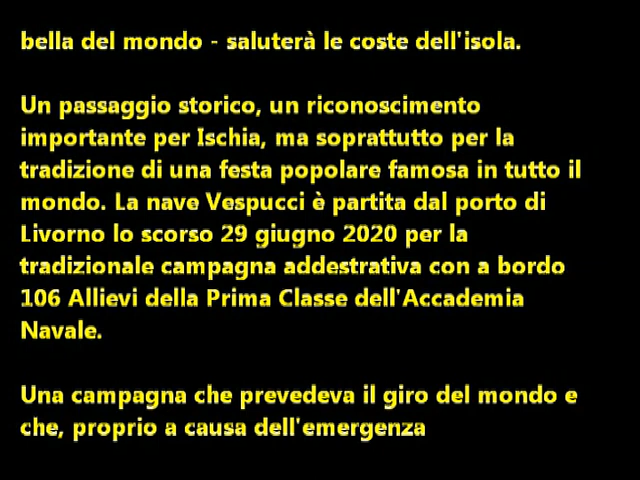 bella del mondo - saluterà le coste dell'isola.
Un passaggio storico, un riconoscimento
importante per Ischia, ma soprattutto per la
tradizione di una festa popolare famosa in tutto il
mondo. La nave Vespucci è partita dal porto di
Livorno lo scorso 29 giugno 2020 per la
tradizionale campagna addestrativa con a bordo
106 Allievi della Prima Classe dell'Accademia
Navale.
Una campagna che prevedeva il giro del mondo e
che, proprio a causa dell'emergenza